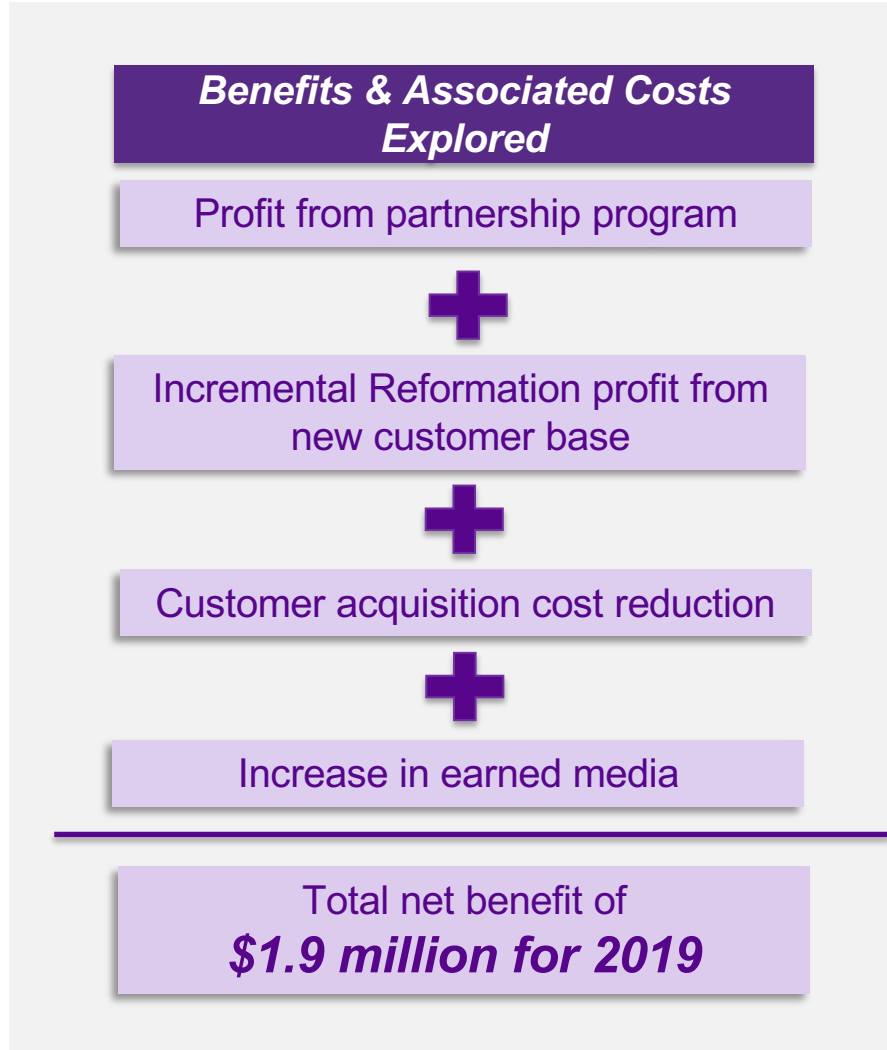 Benefits & Associated Costs
Explored
Profit from partnership program
Incremental Reformation profit from
new customer base
Customer acquisition cost reduction
Increase in earned media
Total net benefit of
$1.9 million for 2019